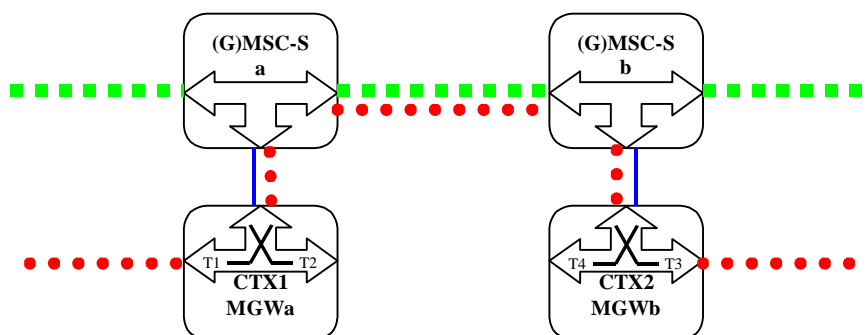 (G)MSC-S
a
(G)MSC-S
b
T1
T2
CTX1
MGWa
T4
T3
CTX2
MGWb